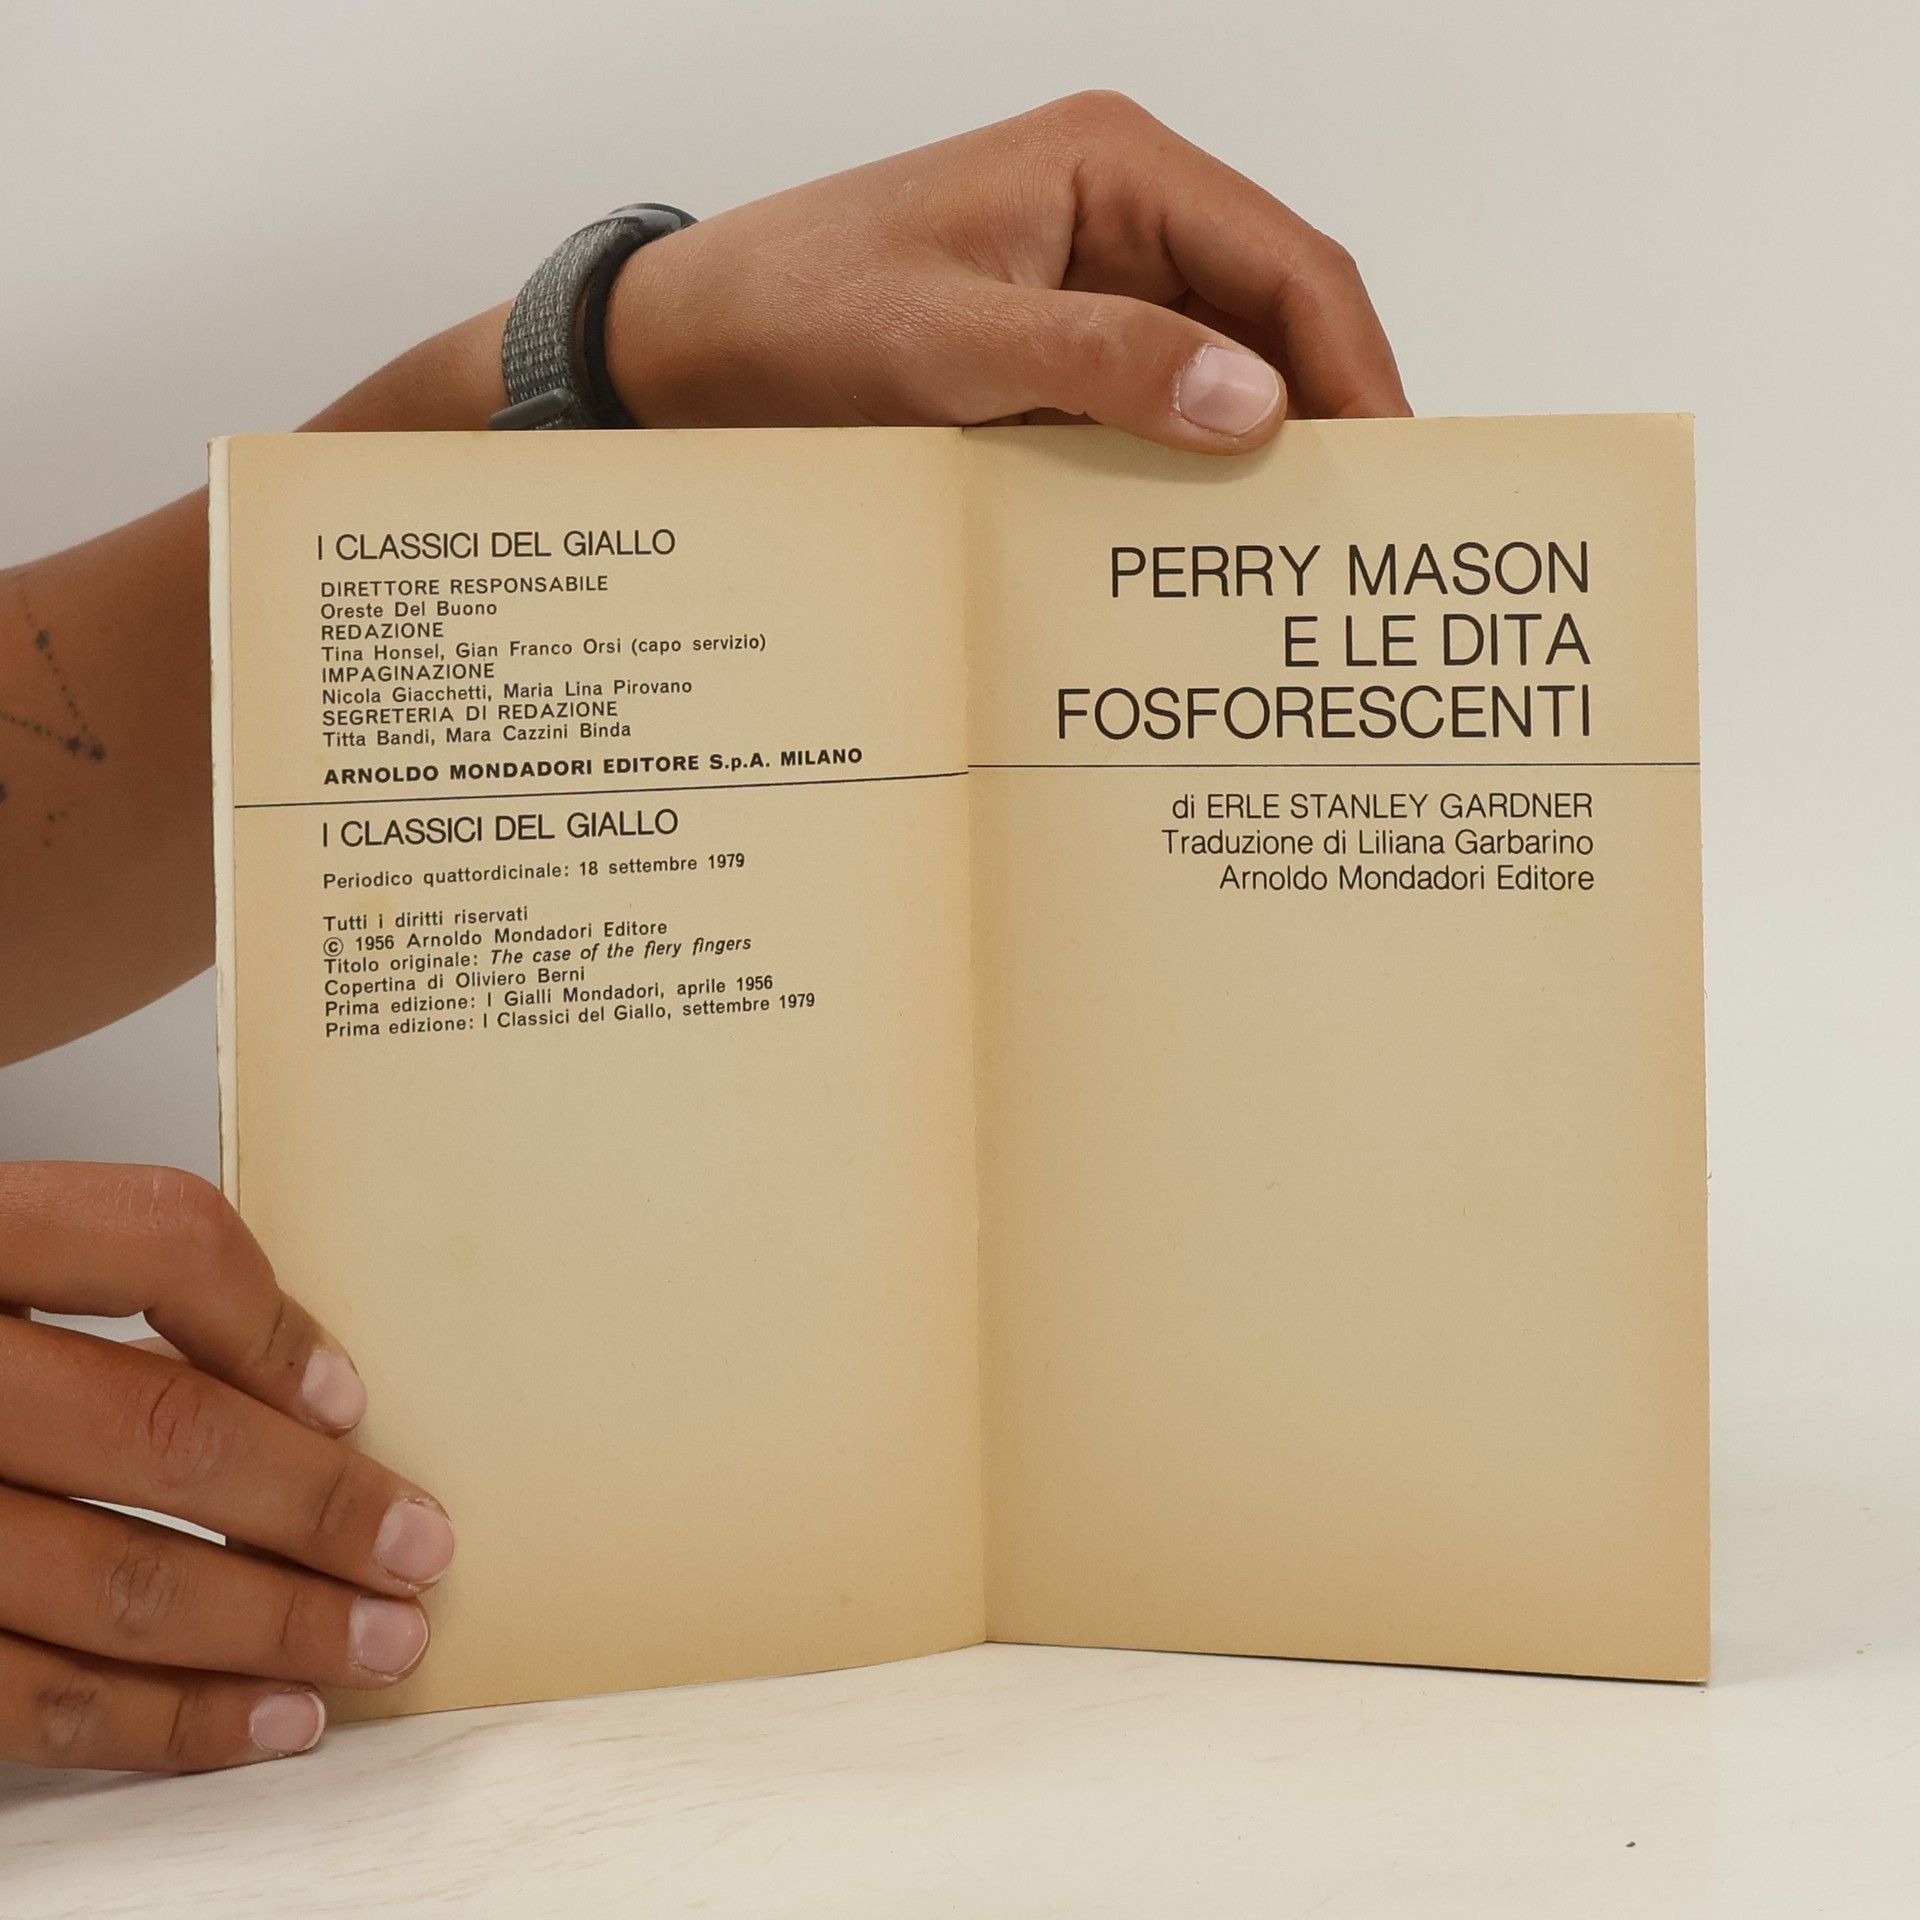 I CLASSICI DEL GIALLO
DIRETTORE RESPONSABILE
Oreste Del Buono
REDAZIONE
Tina Honsel, Gian Franco Orsi (capo servizio)
IMPAGINAZIONE
Nicola Giacchetti, Maria Lina Pirovano
SEGRETERIA DI REDAZIONE
Titta Bandi, Mara Cazzini Binda
ARNOLDO MONDADORI EDITORE S.p.A. MILANO
I CLASSICI DEL GIALLO
Periodico quattordicinale: 18 settembre 1979
Tutti i diritti riservati
© 1956 Arnoldo Mondadori Editore
Titolo originale: The case of the fiery fingers
Copertina di Oliviero Berni
Prima edizione: I Gialli Mondadori, aprile 1956
Prima edizione: I Classici del Giallo, settembre 1979
PERRY MASON
E LE DITA
FOSFORESCENTI
di ERLE STANLEY GARDNER
Traduzione di Liliana Garbarino
Arnoldo Mondadori Editore